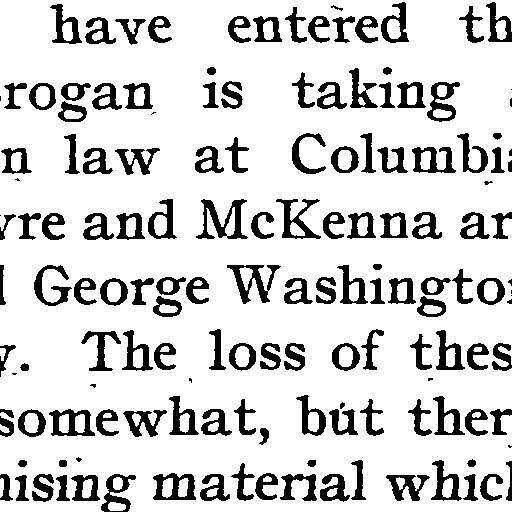 have entered th
rogan is taking
n law at Columbia
yre and McKenna ar
George Washington
y. The loss of thes
somewhat, but ther
nising material which